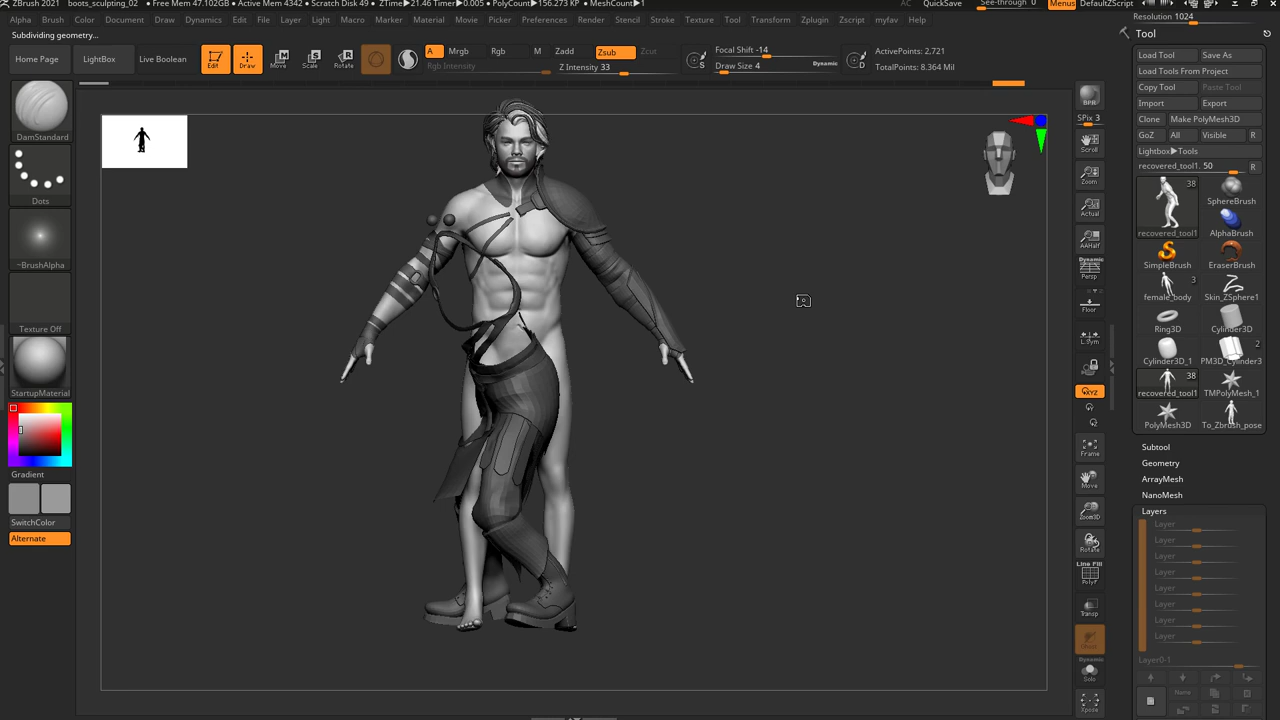 ZBrush 2021 boots_sculpting_02 • Free Mem 47.102GB • Active Mem 4342 • Scratch Disk 49 • ZTime▶21.46 Timer▶0.005 • PolyCount▶156.273 KP • MeshCount▶1 AC QuickSave See-through 0 Menus DefaultZScript
Alpha Brush Color Document Draw Dynamics Edit File Layer Light Macro Marker Material Movie Picker Preferences Render Stencil Stroke Texture Tool Transform Zplugin Zscript myfav Help
Resolution 1024
Subdividing geometry...
Tool
Home Page LightBox Live Boolean Edit Draw Move Scale Rotate
A Mrgb Rgb M Zadd Zsub Zcut
Rgb Intensity Z Intensity 33
Focal Shift -14
Draw Size 4 Dynamic
ActivePoints: 2,721
TotalPoints: 8.364 Mil
Load Tool Save As
Load Tools From Project
Copy Tool Paste Tool
Import Export
Clone Make PolyMesh3D
GoZ All Visible R
Lightbox▶Tools
recovered_tool1. 50 R
38
recovered_tool1
SphereBrush
AlphaBrush
SimpleBrush EraserBrush
3
female_body Skin_ZSphere1
Ring3D Cylinder3D
2
Cylinder3D_1 PM3D_Cylinder3
38
recovered_tool1 TMPolyMesh_1
PolyMesh3D To_Zbrush_pose
Subtool
Geometry
ArrayMesh
NanoMesh
Layers
Layer
Layer
Layer
Layer
Layer
Layer
Layer
Layer
Layer0-1
Name
DamStandard
Dots
~BrushAlpha
Texture Off
StartupMaterial
Gradient
SwitchColor
Alternate
BPR
SPix 3
Scroll
Zoom
Actual
AAHalf
Dynamic
Persp
Floor
L.Sym
XYZ
Frame
Move
Zoom3D
Rotate
Line Fill
PolyF
Transp
Dynamic
Solo
Xpose